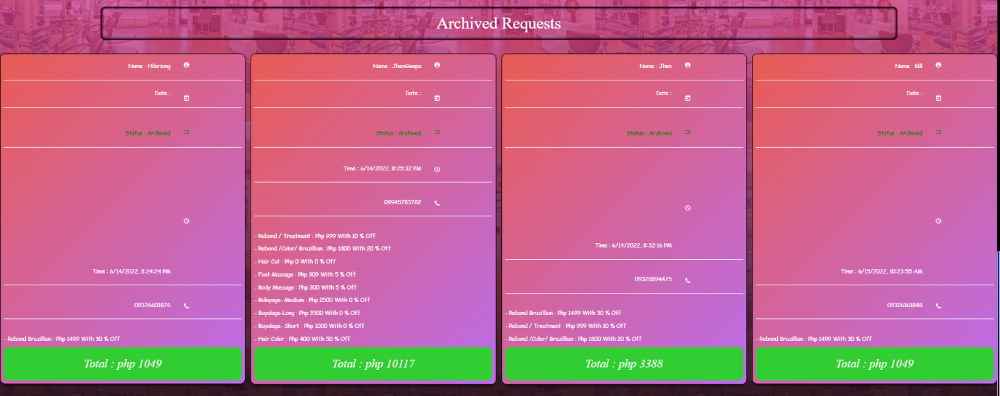 Archived Requests
Name : Hilariang
Date :
Status : Archived
Time : 6/14/2022, 8:24:24 PM
09326601876
- Rebond Brazillian : Php 1499 With 30 % Off
Total : php 1049
Name : JhenGwapa
Date :
Status : Archived
Time : 6/14/2022, 8:25:32 PM
09945783782
- Rebond / Treatment : Php 999 With 10 % Off
- Rebond /Color/ Brazillian : Php 1800 With 20 % Off
- Hair Cut : Php 0 With 0 % Off
- Foot Massage : Php 309 With 5 % Off
- Body Massage : Php 300 With 5 % Off
- Balayage- Medium : Php 2500 With 0 % Off
- Bayalage-Long : Php 3500 With 0 % Off
- Bayalage- Short : Php 1000 With 0 % Off
- Hair Color : Php 400 With 50 % Off
Total : php 10117
Name : Jhen
Date :
Status : Archived
Time : 6/14/2022, 8:32:16 PM
09328894475
- Rebond Brazillian : Php 1499 With 30 % Off
- Rebond / Treatment : Php 999 With 10 % Off
- Rebond /Color/ Brazillian : Php 1800 With 20 % Off
Total : php 3388
Name : Kill
Date :
Status : Archived
Time : 6/15/2022, 10:23:55 AM
09326161848
- Rebond Brazillian : Php 1499 With 30 % Off
Total : php 1049